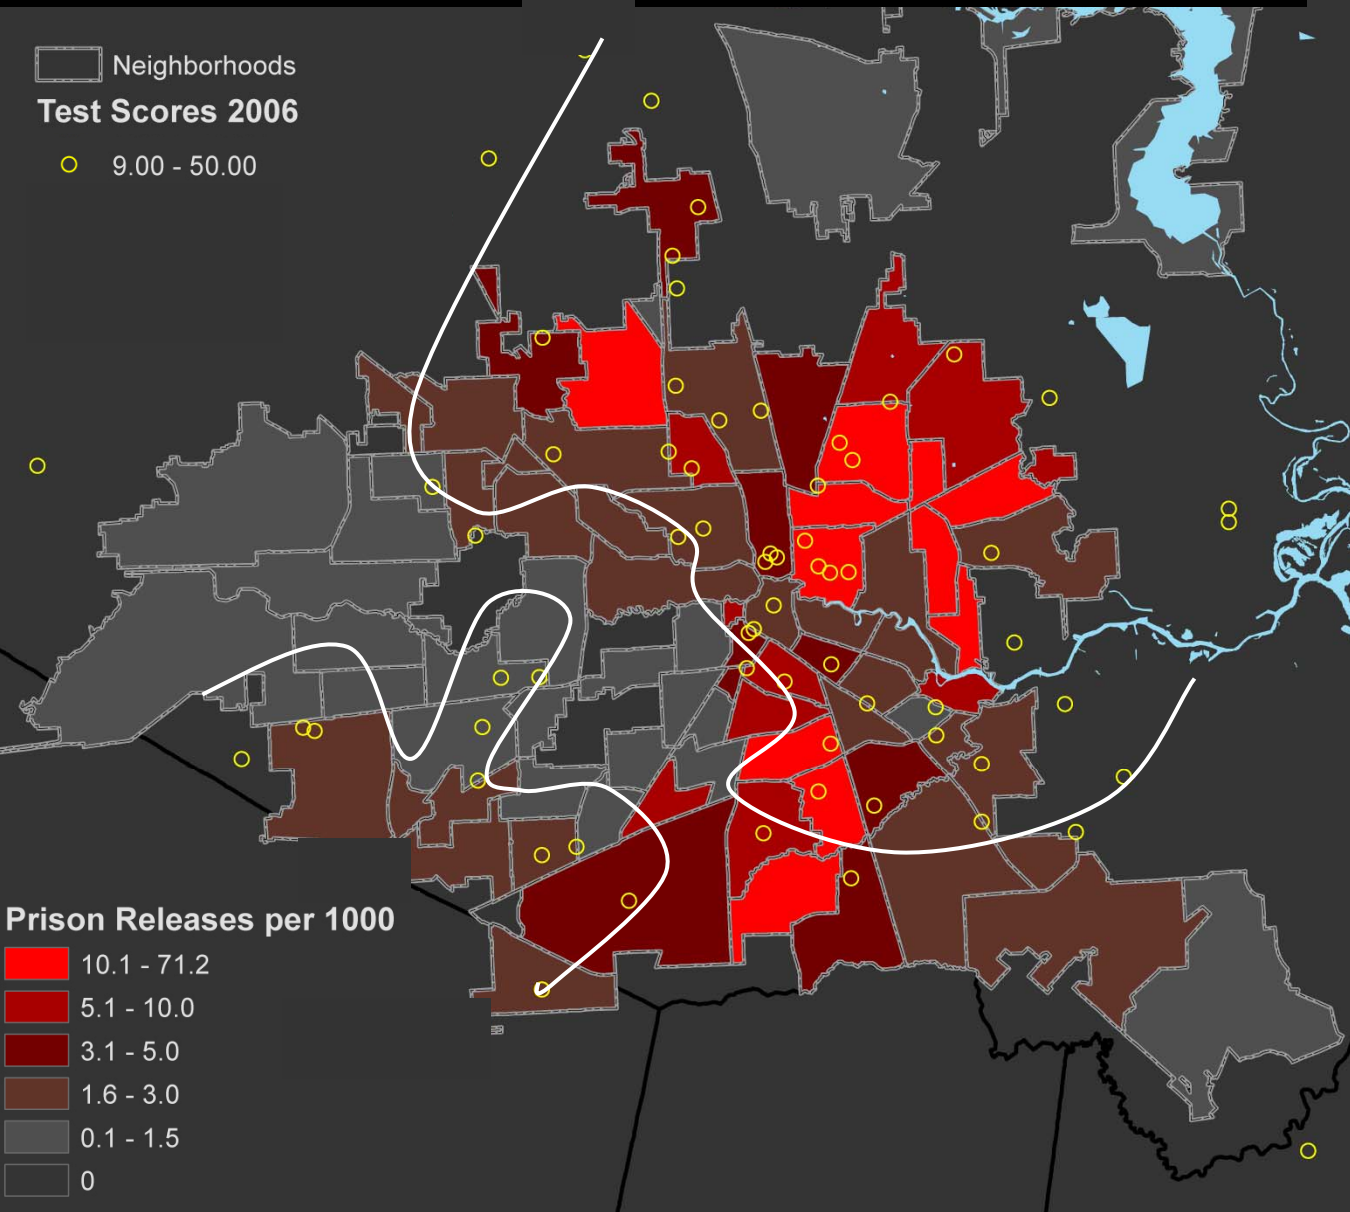 Neighborhoods
Test Scores 2006
9.00 - 50.00
Prison Releases per 1000
10.1 - 71.2
5.1 - 10.0
3.1 - 5.0
1.6 - 3.0
0.1 - 1.5
0